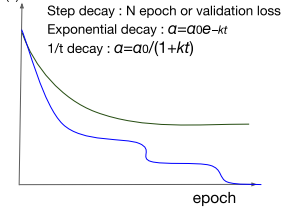 Step decay : N epoch or validation loss
Exponential decay : α=α0e−kt
1/t decay : α=α0/(1+kt)
epoch